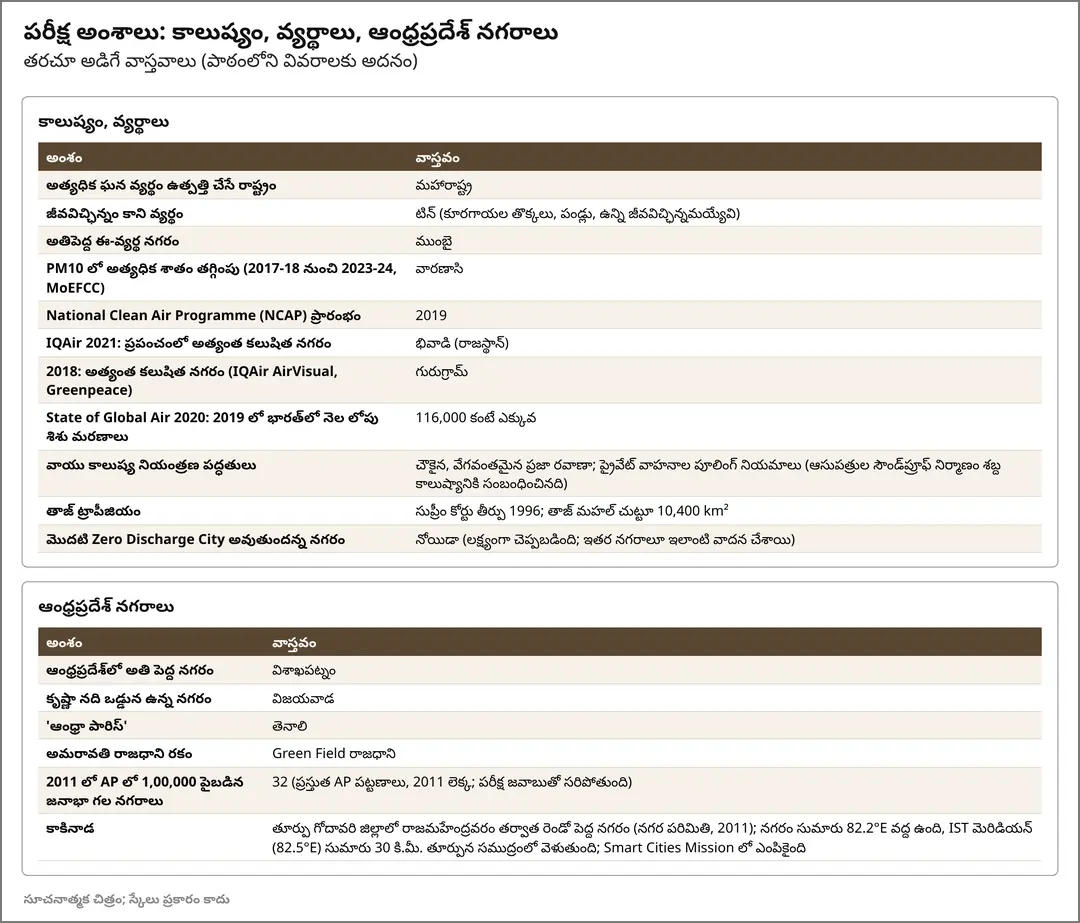 పరీక్ష అంశాలు: కాలుష్యం, వ్యర్థాలు, ఆంధ్రప్రదేశ్ నగరాలు
తరచూ అడిగే వాస్తవాలు (పాఠంలోని వివరాలకు అదనం)
కాలుష్యం, వ్యర్థాలు
అంశం వాస్తవం
అత్యధిక ఘన వ్యర్థం ఉత్పత్తి చేసే రాష్ట్రం మహారాష్ట్ర
జీవవిచ్ఛిన్నం కాని వ్యర్థం టిన్ (కూరగాయల తొక్కలు, పండ్లు, ఉన్ని జీవవిచ్ఛిన్నమయ్యేవి)
అతిపెద్ద ఈ-వ్యర్థ నగరం ముంబై
PM10 లో అత్యధిక శాతం తగ్గింపు (2017-18 నుంచి 2023-24, వారణాసి
MoEFCC)
National Clean Air Programme (NCAP) ప్రారంభం 2019
IQAir 2021: ప్రపంచంలో అత్యంత కలుషిత నగరం భివాడి (రాజస్థాన్)
2018: అత్యంత కలుషిత నగరం (IQAir AirVisual, గురుగ్రామ్
Greenpeace)
State of Global Air 2020: 2019 లో భారత్‌లో నెల లోపు 116,000 కంటే ఎక్కువ
శిశు మరణాలు
వాయు కాలుష్య నియంత్రణ పద్ధతులు చౌకైన, వేగవంతమైన ప్రజా రవాణా; ప్రైవేట్ వాహనాల పూలింగ్ నియమాలు (ఆసుపత్రుల సౌండ్‌ప్రూఫ్ నిర్మాణం శబ్ద
కాలుష్యానికి సంబంధించినది)
తాజ్ ట్రాపీజియం సుప్రీం కోర్టు తీర్పు 1996; తాజ్ మహల్ చుట్టూ 10,400 km²
మొదటి Zero Discharge City అవుతుందన్న నగరం నోయిడా (లక్ష్యంగా చెప్పబడింది; ఇతర నగరాలూ ఇలాంటి వాదన చేశాయి)
ఆంధ్రప్రదేశ్ నగరాలు
అంశం వాస్తవం
ఆంధ్రప్రదేశ్‌లో అతి పెద్ద నగరం విశాఖపట్నం
కృష్ణా నది ఒడ్డున ఉన్న నగరం విజయవాడ
'ఆంధ్రా పారిస్' తెనాలి
అమరావతి రాజధాని రకం Green Field రాజధాని
2011 లో AP లో 1,00,000 పైబడిన 32 (ప్రస్తుత AP పట్టణాలు, 2011 లెక్క; పరీక్ష జవాబుతో సరిపోతుంది)
జనాభా గల నగరాలు
కాకినాడ తూర్పు గోదావరి జిల్లాలో రాజమహేంద్రవరం తర్వాత రెండో పెద్ద నగరం (నగర పరిమితి, 2011); నగరం సుమారు 82.2°E వద్ద ఉంది, IST మెరిడియన్
(82.5°E) సుమారు 30 కి.మీ. తూర్పున సముద్రంలో వెళుతుంది; Smart Cities Mission లో ఎంపికైంది
సూచనాత్మక చిత్రం; స్కేలు ప్రకారం కాదు